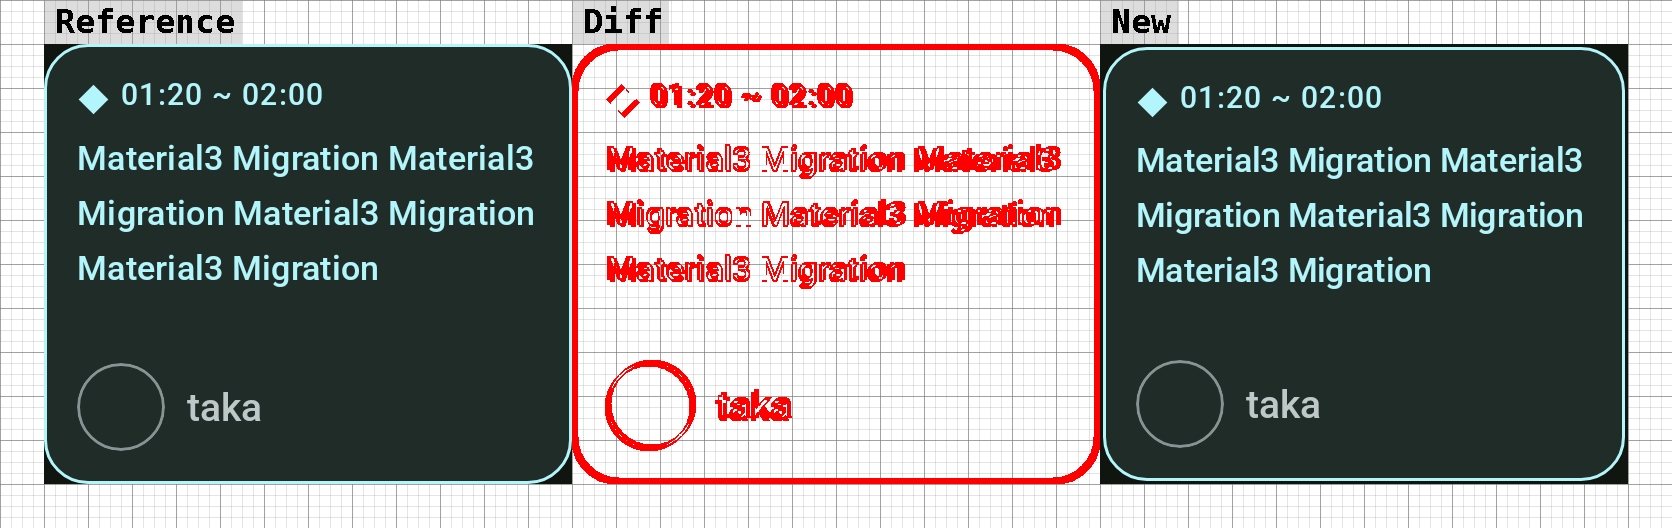 Reference
Diff
New
01:20 ~ 02:00
Material3 Migration Material3
Migration Material3 Migration
Material3 Migration
taka
01:20 ~ 02:00
Material3 Migration Material3
Migration Material3 Migration
Material3 Migration
taka
01:20 ~ 02:00
Material3 Migration Material3
Migration Material3 Migration
Material3 Migration
taka